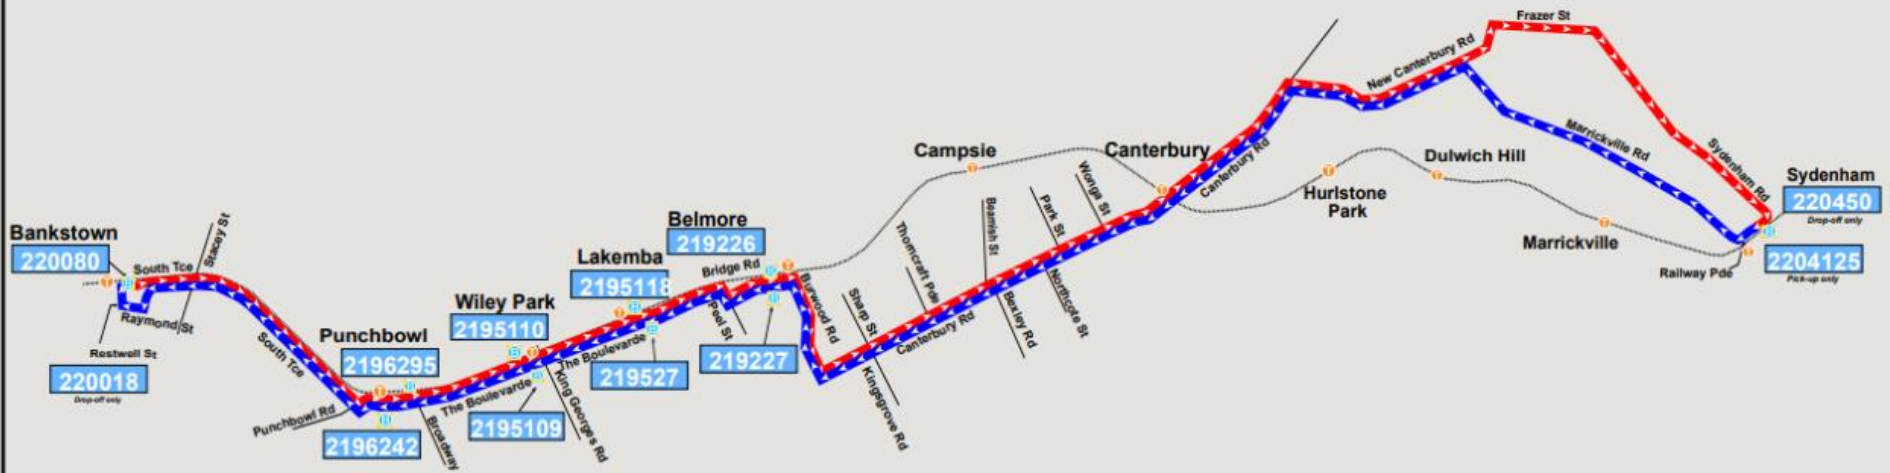 Bankstown
220080
South Tce
Stacey St
Raymond St
Restwell St
220018
Drop-off only
South Tce
Punchbowl Rd
Punchbowl
2196295
2196242
Broadway
The Boulevarde
Wiley Park
2195110
2195109
King Georges Rd
The Boulevarde
Lakemba
2195118
219527
Belmore
219226
Bridge Rd
Peel St
219227
Burwood Rd
Sharp St
Kingsgrove Rd
Canterbury Rd
Thorncraft Pde
Campsie
Beamish St
Bexley Rd
Park St
Northcote St
Wonga St
Canterbury
Canterbury Rd
Hurlstone
Park
New Canterbury Rd
Dulwich Hill
Frazer St
Marrickville Rd
Marrickville
Sydenham Rd
Railway Pde
Sydenham
220450
Drop-off only
2204125
Pick-up only